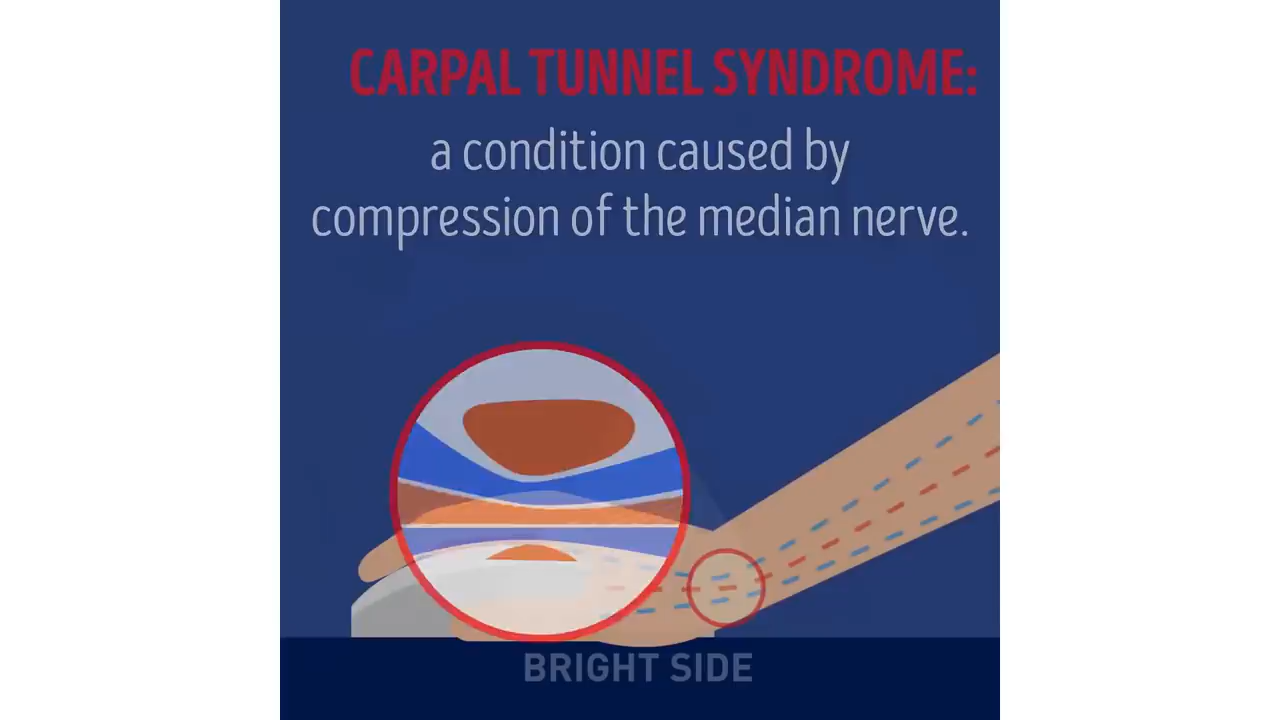 CARPAL TUNNEL SYNDROME:
a condition caused by
compression of the median nerve.
BRIGHT SIDE